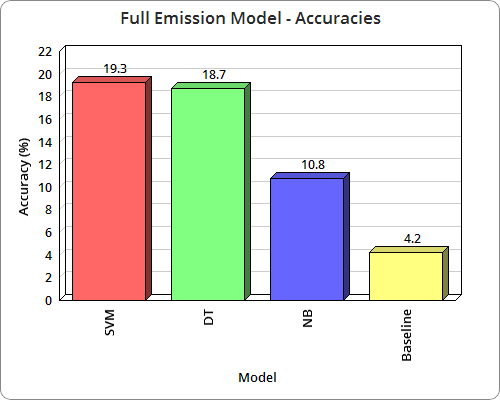 Full Emission Model - Accuracies
22
20
18
16
14
12
10
8
6
4
2
0
Accuracy (%)
19.3
18.7
10.8
4.2
SVM
DT
NB
Baseline
Model